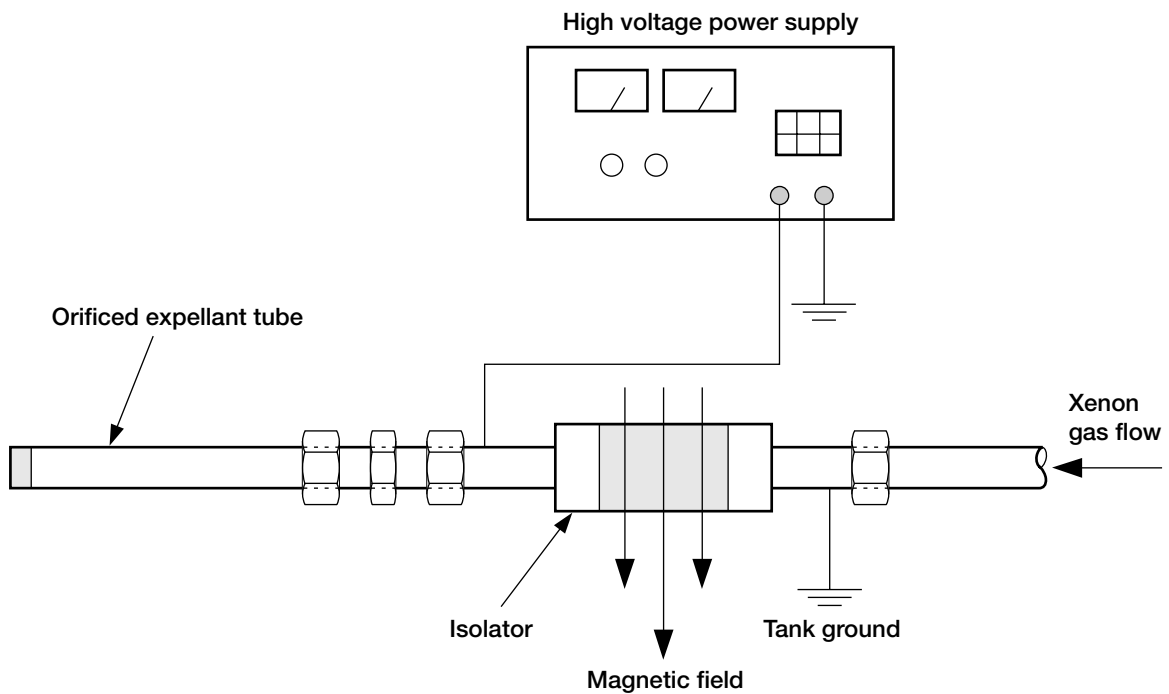 High voltage power supply
Orificed expellant tube
Xenon
gas flow
Isolator
Tank ground
Magnetic field